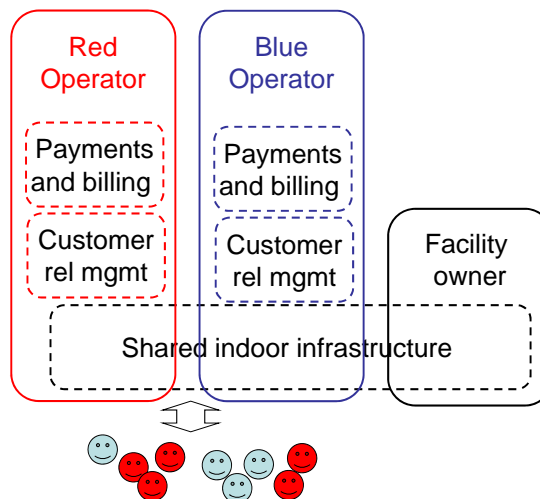 Red
Operator
Blue
Operator
Payments
and billing
Payments
and billing
Customer
rel mgmt
Customer
rel mgmt
Facility
owner
Shared indoor infrastructure